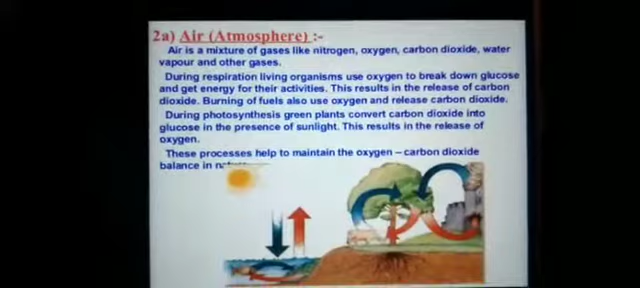 2a) Air (Atmosphere) :-
Air is a mixture of gases like nitrogen, oxygen, carbon dioxide, water
vapour and other gases.
During respiration living organisms use oxygen to break down glucose
and get energy for their activities. This results in the release of carbon
dioxide. Burning of fuels also use oxygen and release carbon dioxide.
During photosynthesis green plants convert carbon dioxide into
glucose in the presence of sunlight. This results in the release of
oxygen.
These processes help to maintain the oxygen – carbon dioxide
balance in